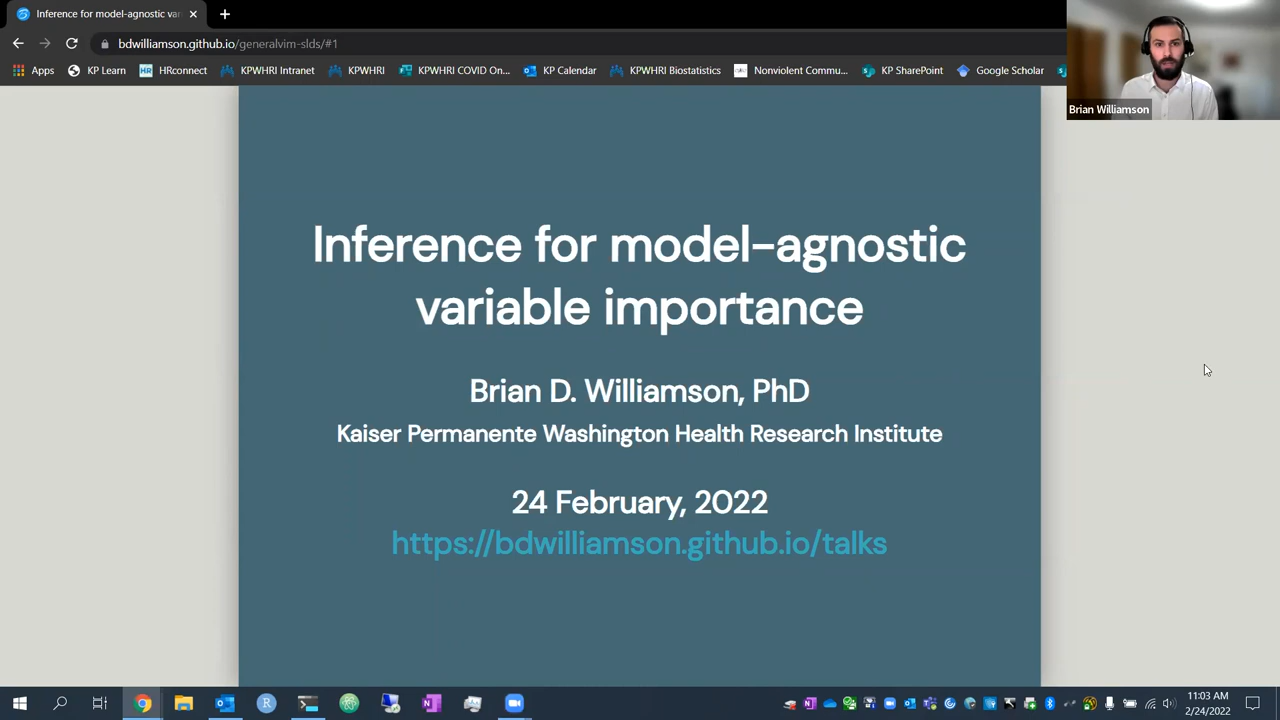 Inference for model-agnostic var
bdwilliamson.github.io/generalvim-slds/#1
Apps
KP Learn
HRconnect
KPWHRI Intranet
KPWHRI
KPWHRI COVID On...
KP Calendar
KPWHRI Biostatistics
Nonviolent Commu...
KP SharePoint
Google Scholar
Brian Williamson
Inference for model-agnostic
variable importance
Brian D. Williamson, PhD
Kaiser Permanente Washington Health Research Institute
24 February, 2022
https://bdwilliamson.github.io/talks
11:03 AM
2/24/2022